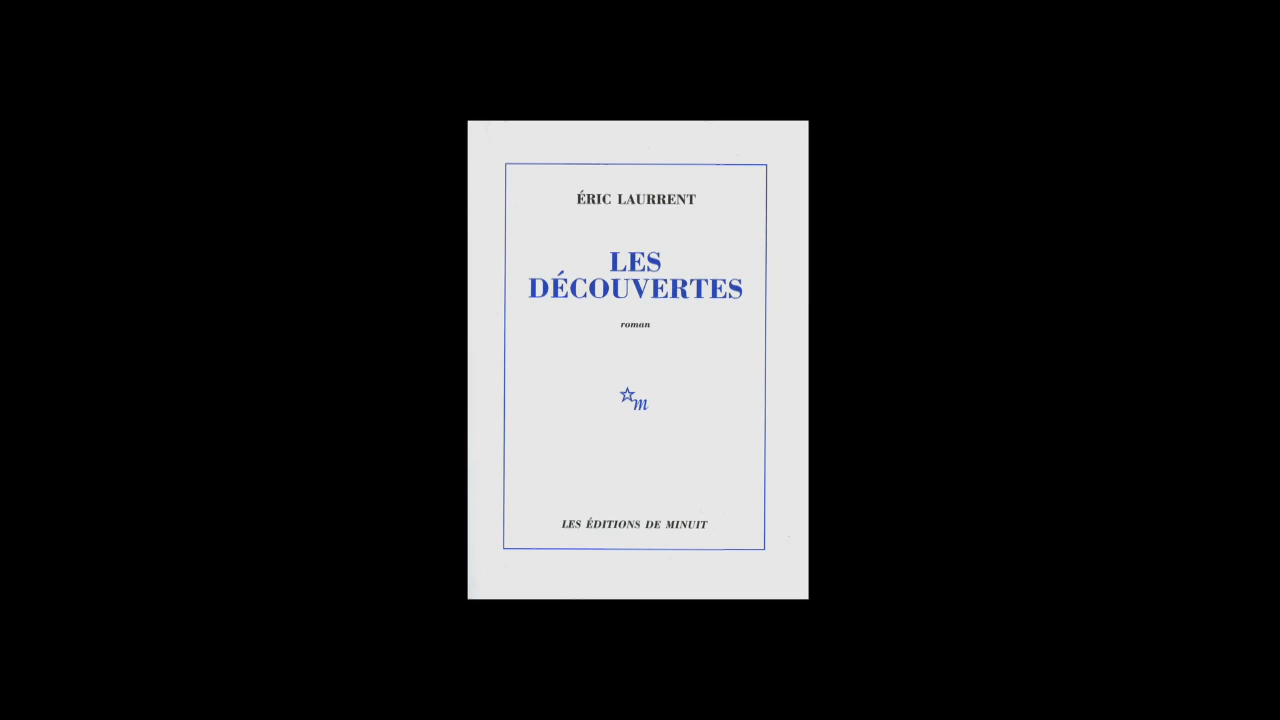 ÉRIC LAURRENT
LES
DÉCOUVERTES
roman
m
LES ÉDITIONS DE MINUIT